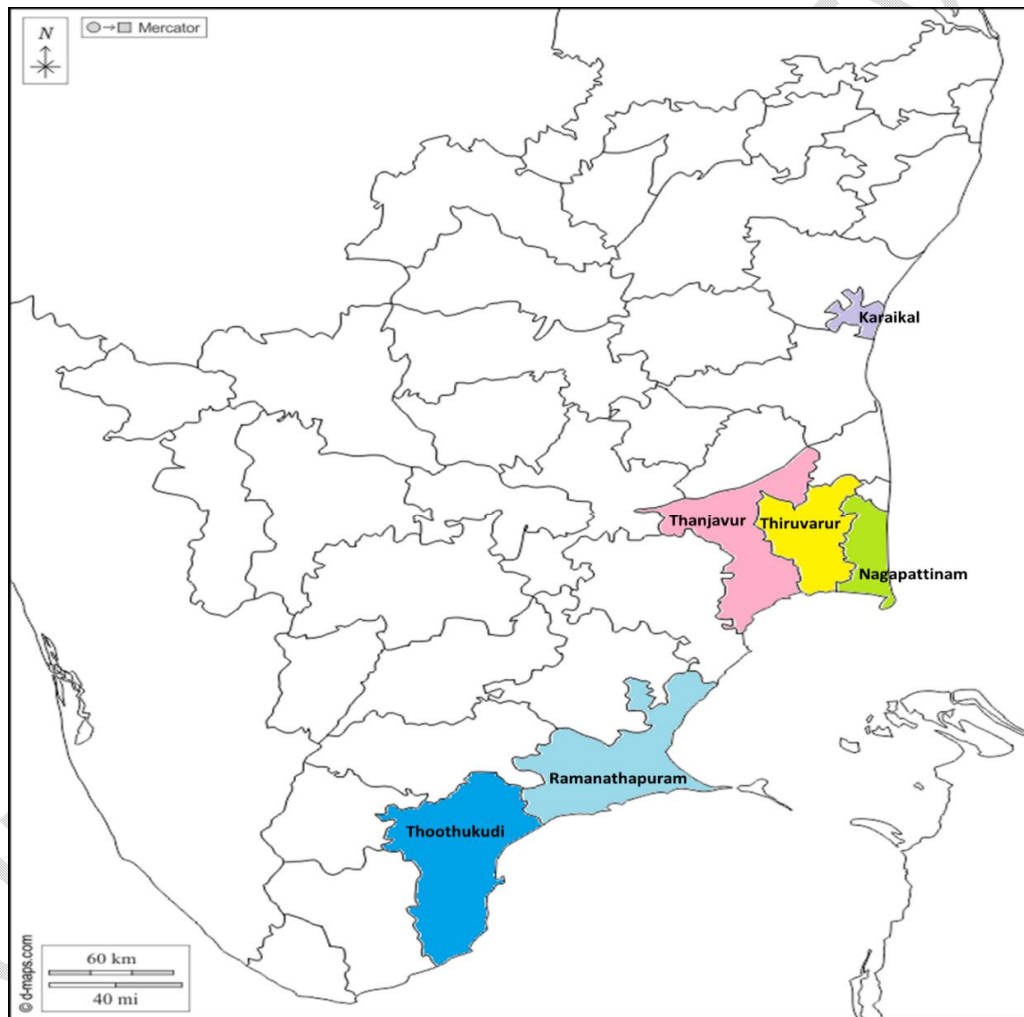 N
Mercator
Karaikal
Thanjavur
Thiruvarur
Nagapattinam
Ramanathapuram
Thoothukudi
60 km
40 mi
© d-maps.com